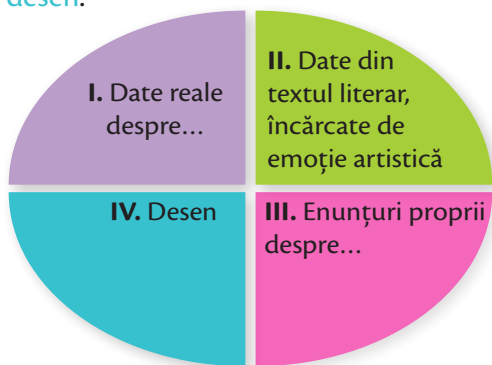 desen.
I. Date reale
despre...
II. Date din
textul literar,
încărcate de
emoție artistică
IV. Desen
III. Enunțuri proprii
despre...